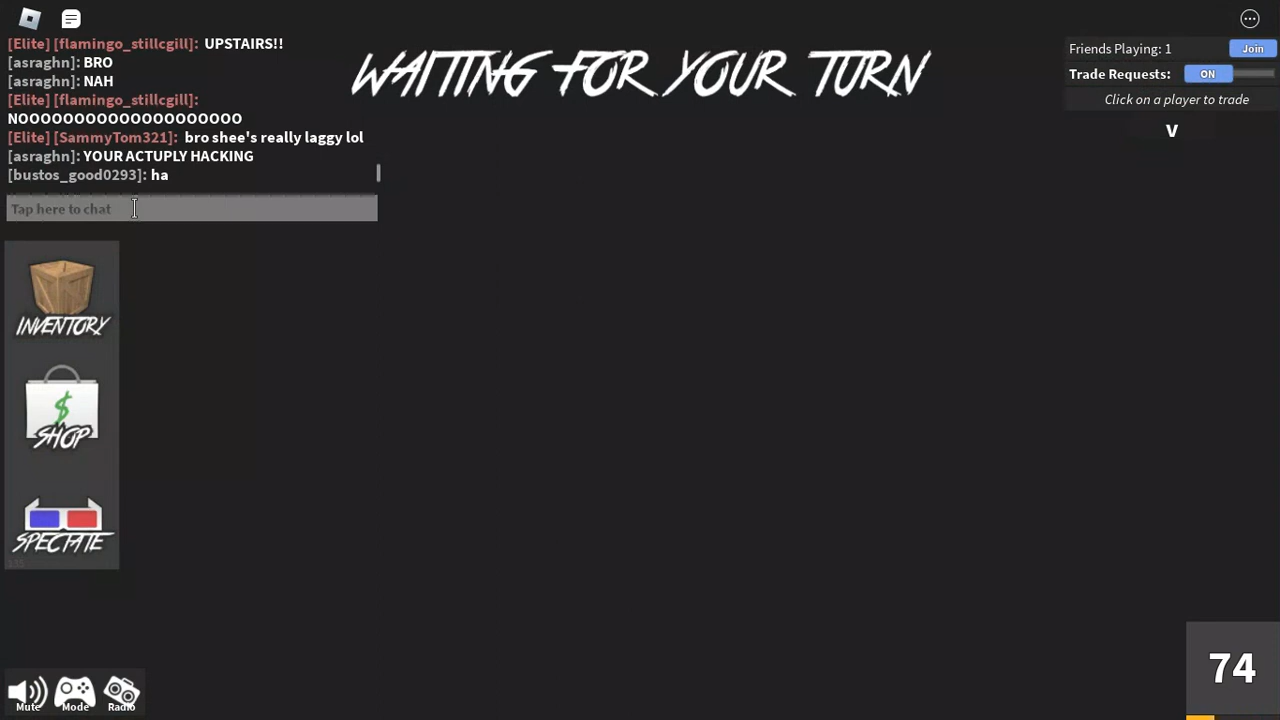 [Elite] [flamingo_stillcgill]: UPSTAIRS!!
[asraghn]: BRO
[asraghn]: NAH
[Elite] [flamingo_stillcgill]:
NOOOOOOOOOOOOOOOOOOO
[Elite] [SammyTom321]: bro shee's really laggy lol
[asraghn]: YOUR ACTUPLY HACKING
[bustos_good0293]: ha
Tap here to chat
WAITING FOR YOUR TURN
Friends Playing: 1 Join
Trade Requests: ON
Click on a player to trade
V
INVENTORY
$
SHOP
SPECTATE
Mute Mode Radio
74